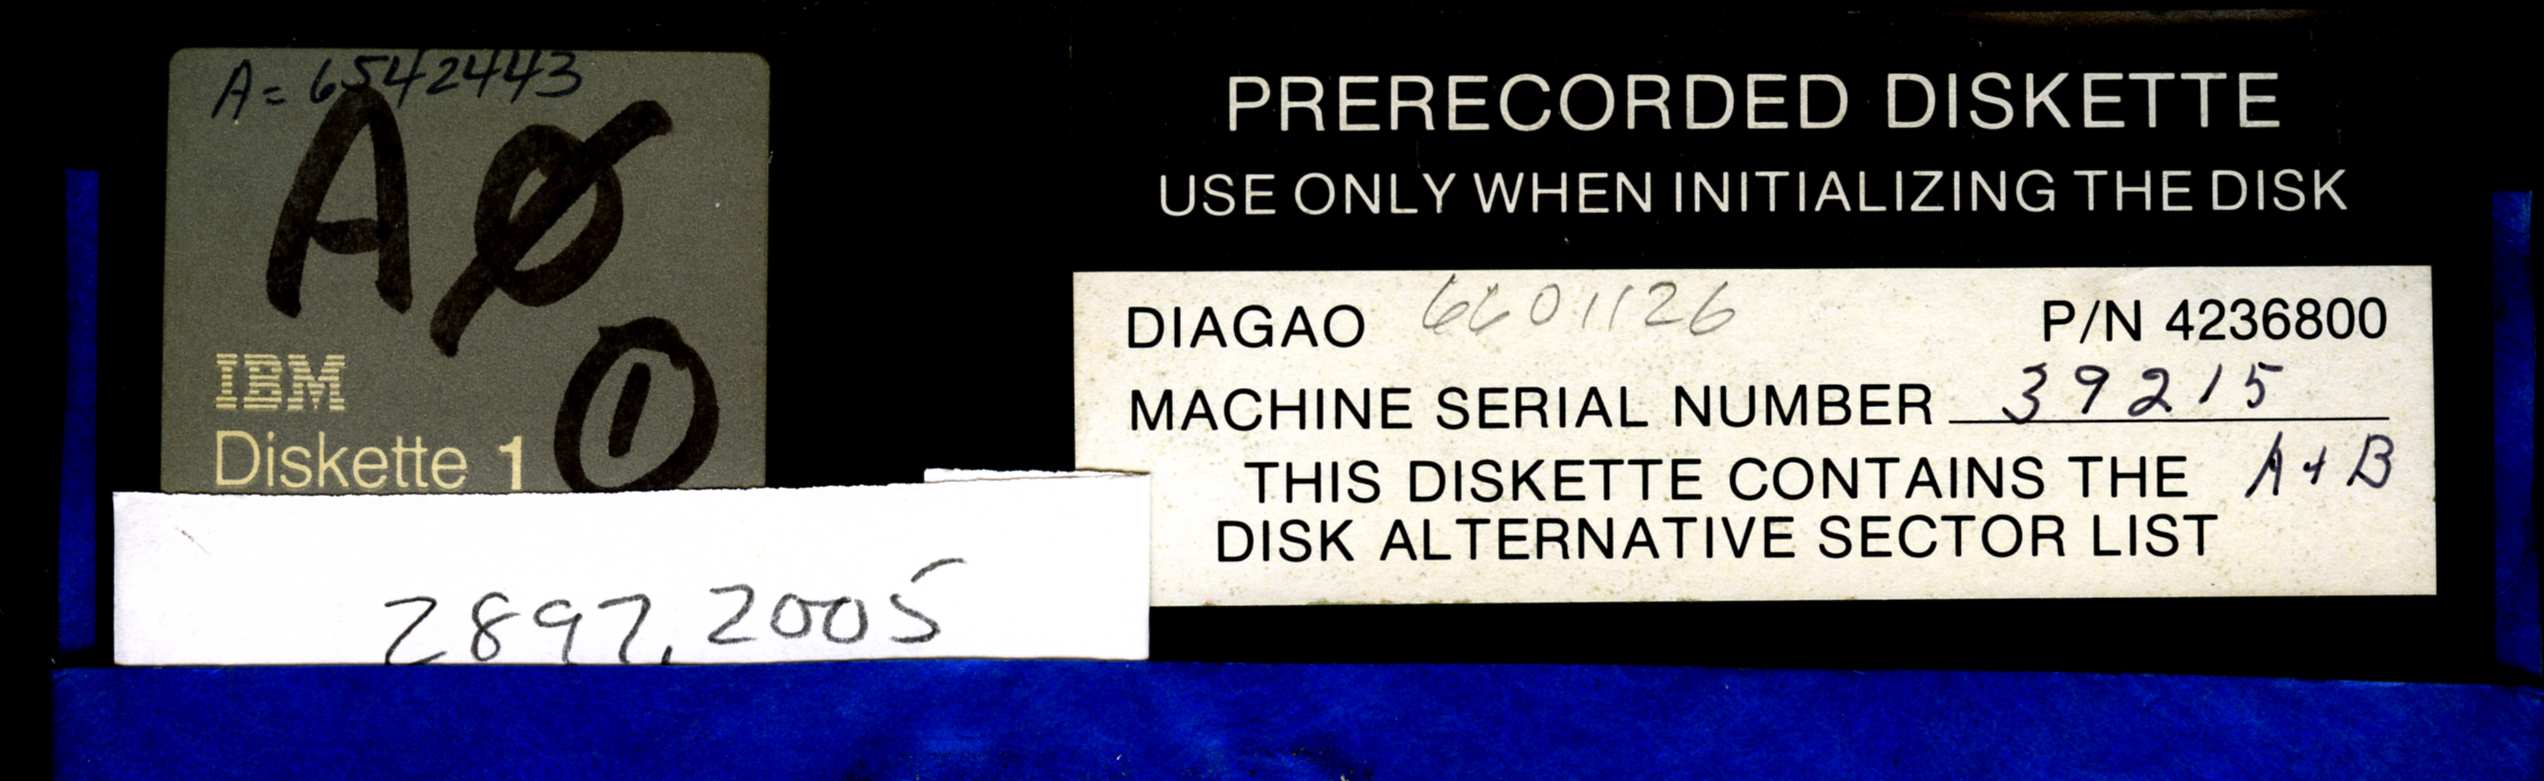 A = 6542443
AØ
①
IBM
Diskette 1
2897.2005
PRERECORDED DISKETTE
USE ONLY WHEN INITIALIZING THE DISK
DIAGAO 6601126 P/N 4236800
MACHINE SERIAL NUMBER 39215
THIS DISKETTE CONTAINS THE A + B
DISK ALTERNATIVE SECTOR LIST